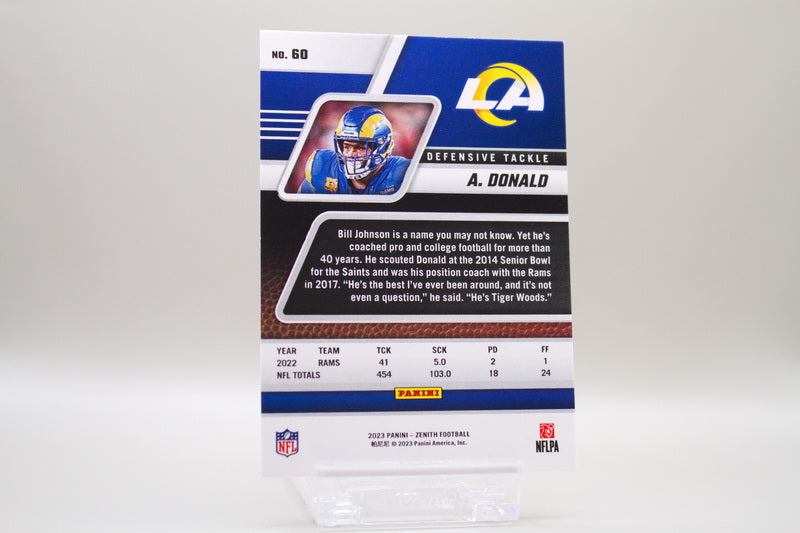 NO. 60
LA
DEFENSIVE TACKLE
A. DONALD
Bill Johnson is a name you may not know. Yet he's
coached pro and college football for more than
40 years. He scouted Donald at the 2014 Senior Bowl
for the Saints and was his position coach with the Rams
in 2017. “He's the best I've ever been around, and it's not
even a question,” he said. “He's Tiger Woods.”
YEAR TEAM TCK SCK PD FF
2022 RAMS 41 5.0 2 1
NFL TOTALS 454 103.0 18 24
PANINI
NFL
2023 PANINI – ZENITH FOOTBALL
帕尼尼 © 2023 Panini America, Inc.
NFLPA